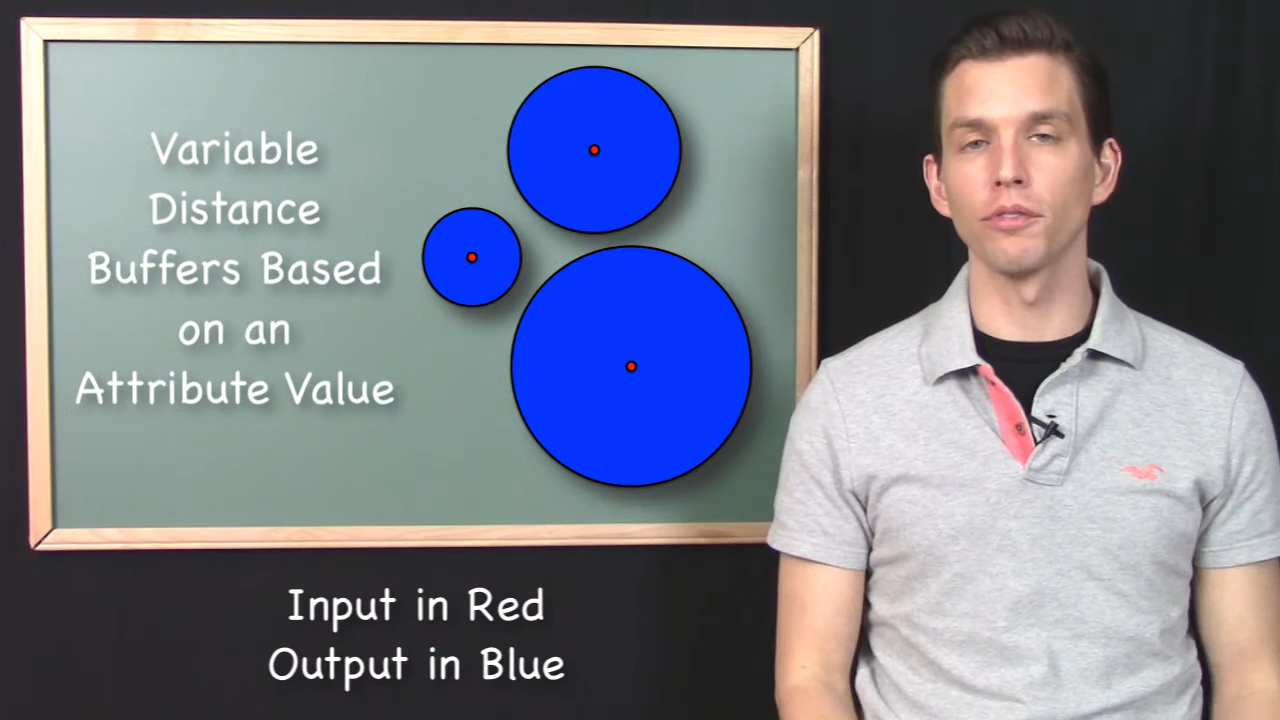 Variable
Distance
Buffers Based
on an
Attribute Value
Input in Red
Output in Blue